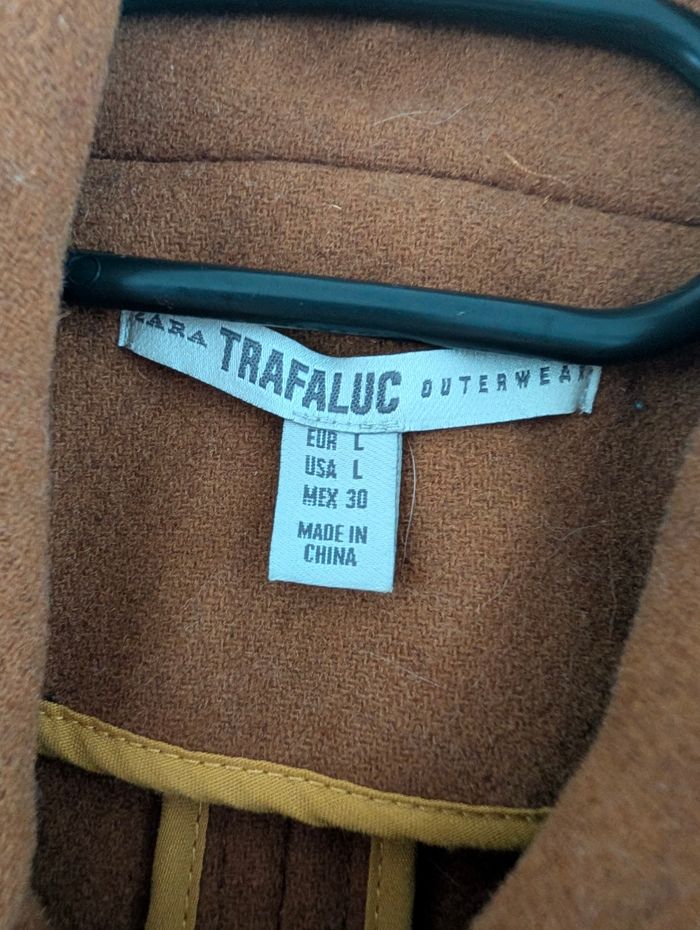 ZARA TRAFALUC OUTERWEAR
EUR L
USA L
MEX 30
MADE IN
CHINA